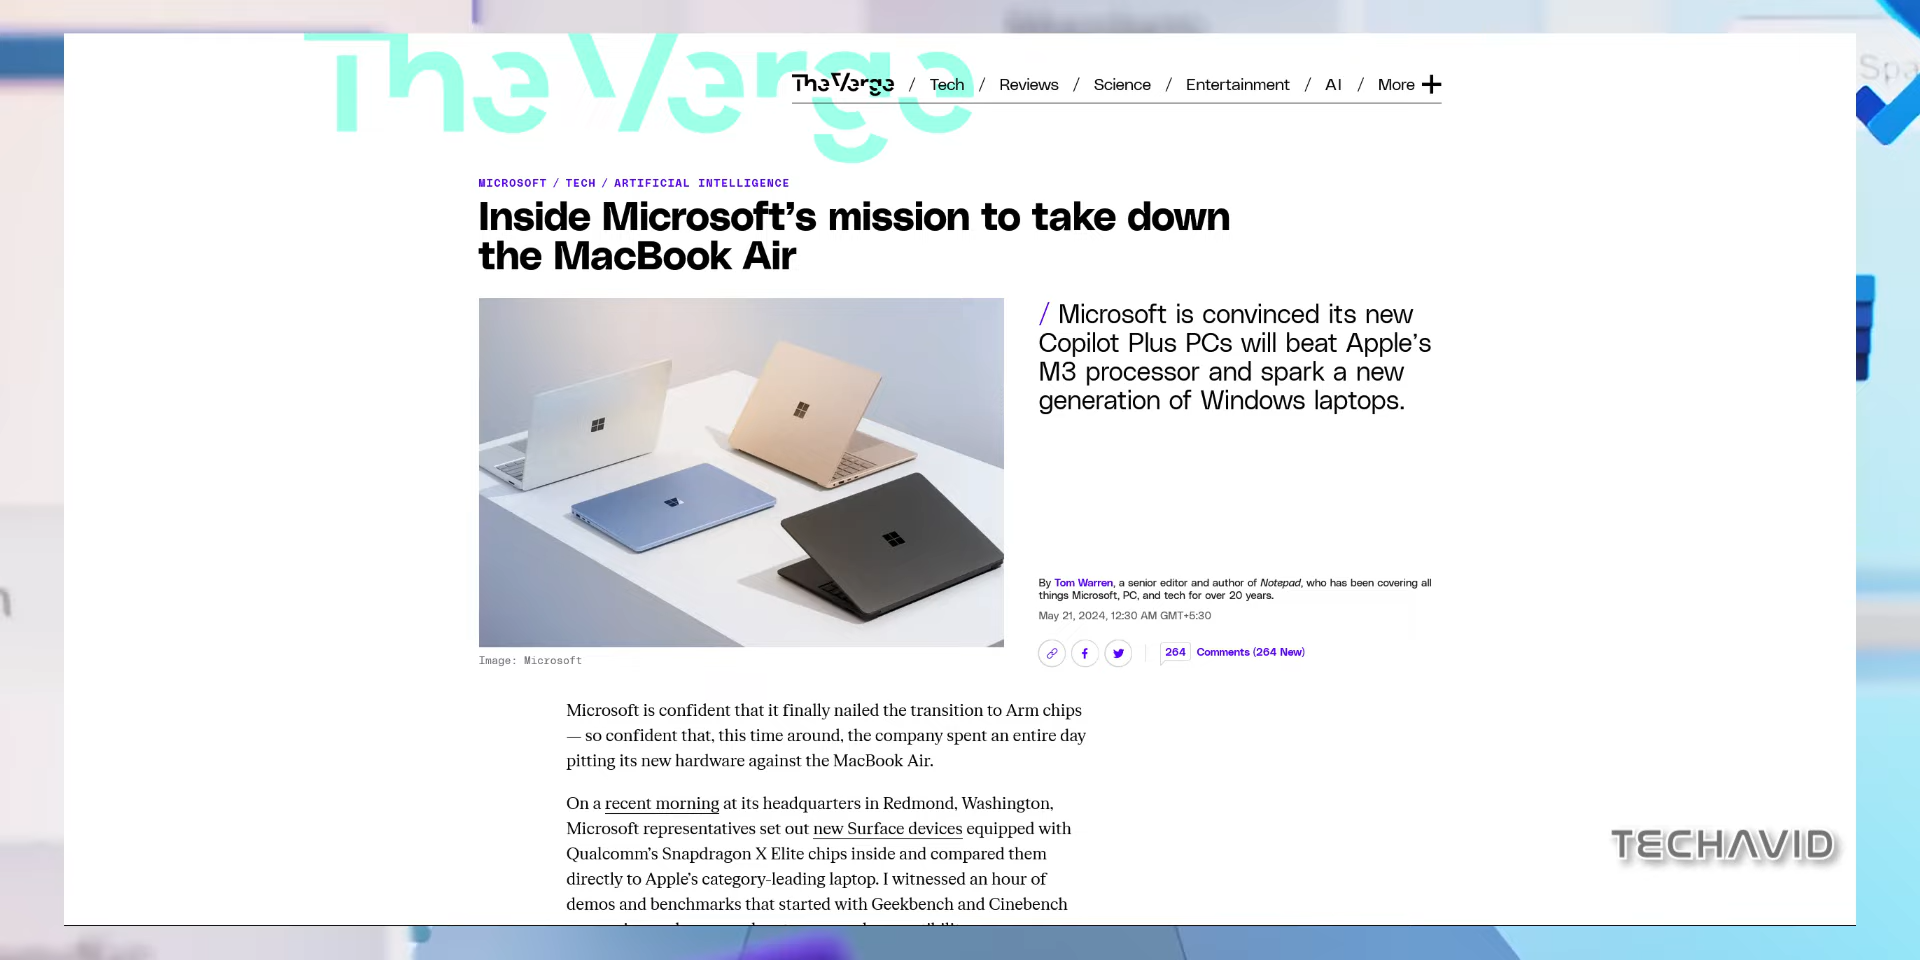 The Verge
The Verge / Tech / Reviews / Science / Entertainment / AI / More +
MICROSOFT / TECH / ARTIFICIAL INTELLIGENCE
Inside Microsoft’s mission to take down
the MacBook Air
/ Microsoft is convinced its new
Copilot Plus PCs will beat Apple’s
M3 processor and spark a new
generation of Windows laptops.
By Tom Warren, a senior editor and author of Notepad, who has been covering all
things Microsoft, PC, and tech for over 20 years.
May 21, 2024, 12:30 AM GMT+5:30
264 Comments (264 New)
Image: Microsoft
Microsoft is confident that it finally nailed the transition to Arm chips
— so confident that, this time around, the company spent an entire day
pitting its new hardware against the MacBook Air.
On a recent morning at its headquarters in Redmond, Washington,
Microsoft representatives set out new Surface devices equipped with
Qualcomm’s Snapdragon X Elite chips inside and compared them
directly to Apple’s category-leading laptop. I witnessed an hour of
demos and benchmarks that started with Geekbench and Cinebench
TECHAVID